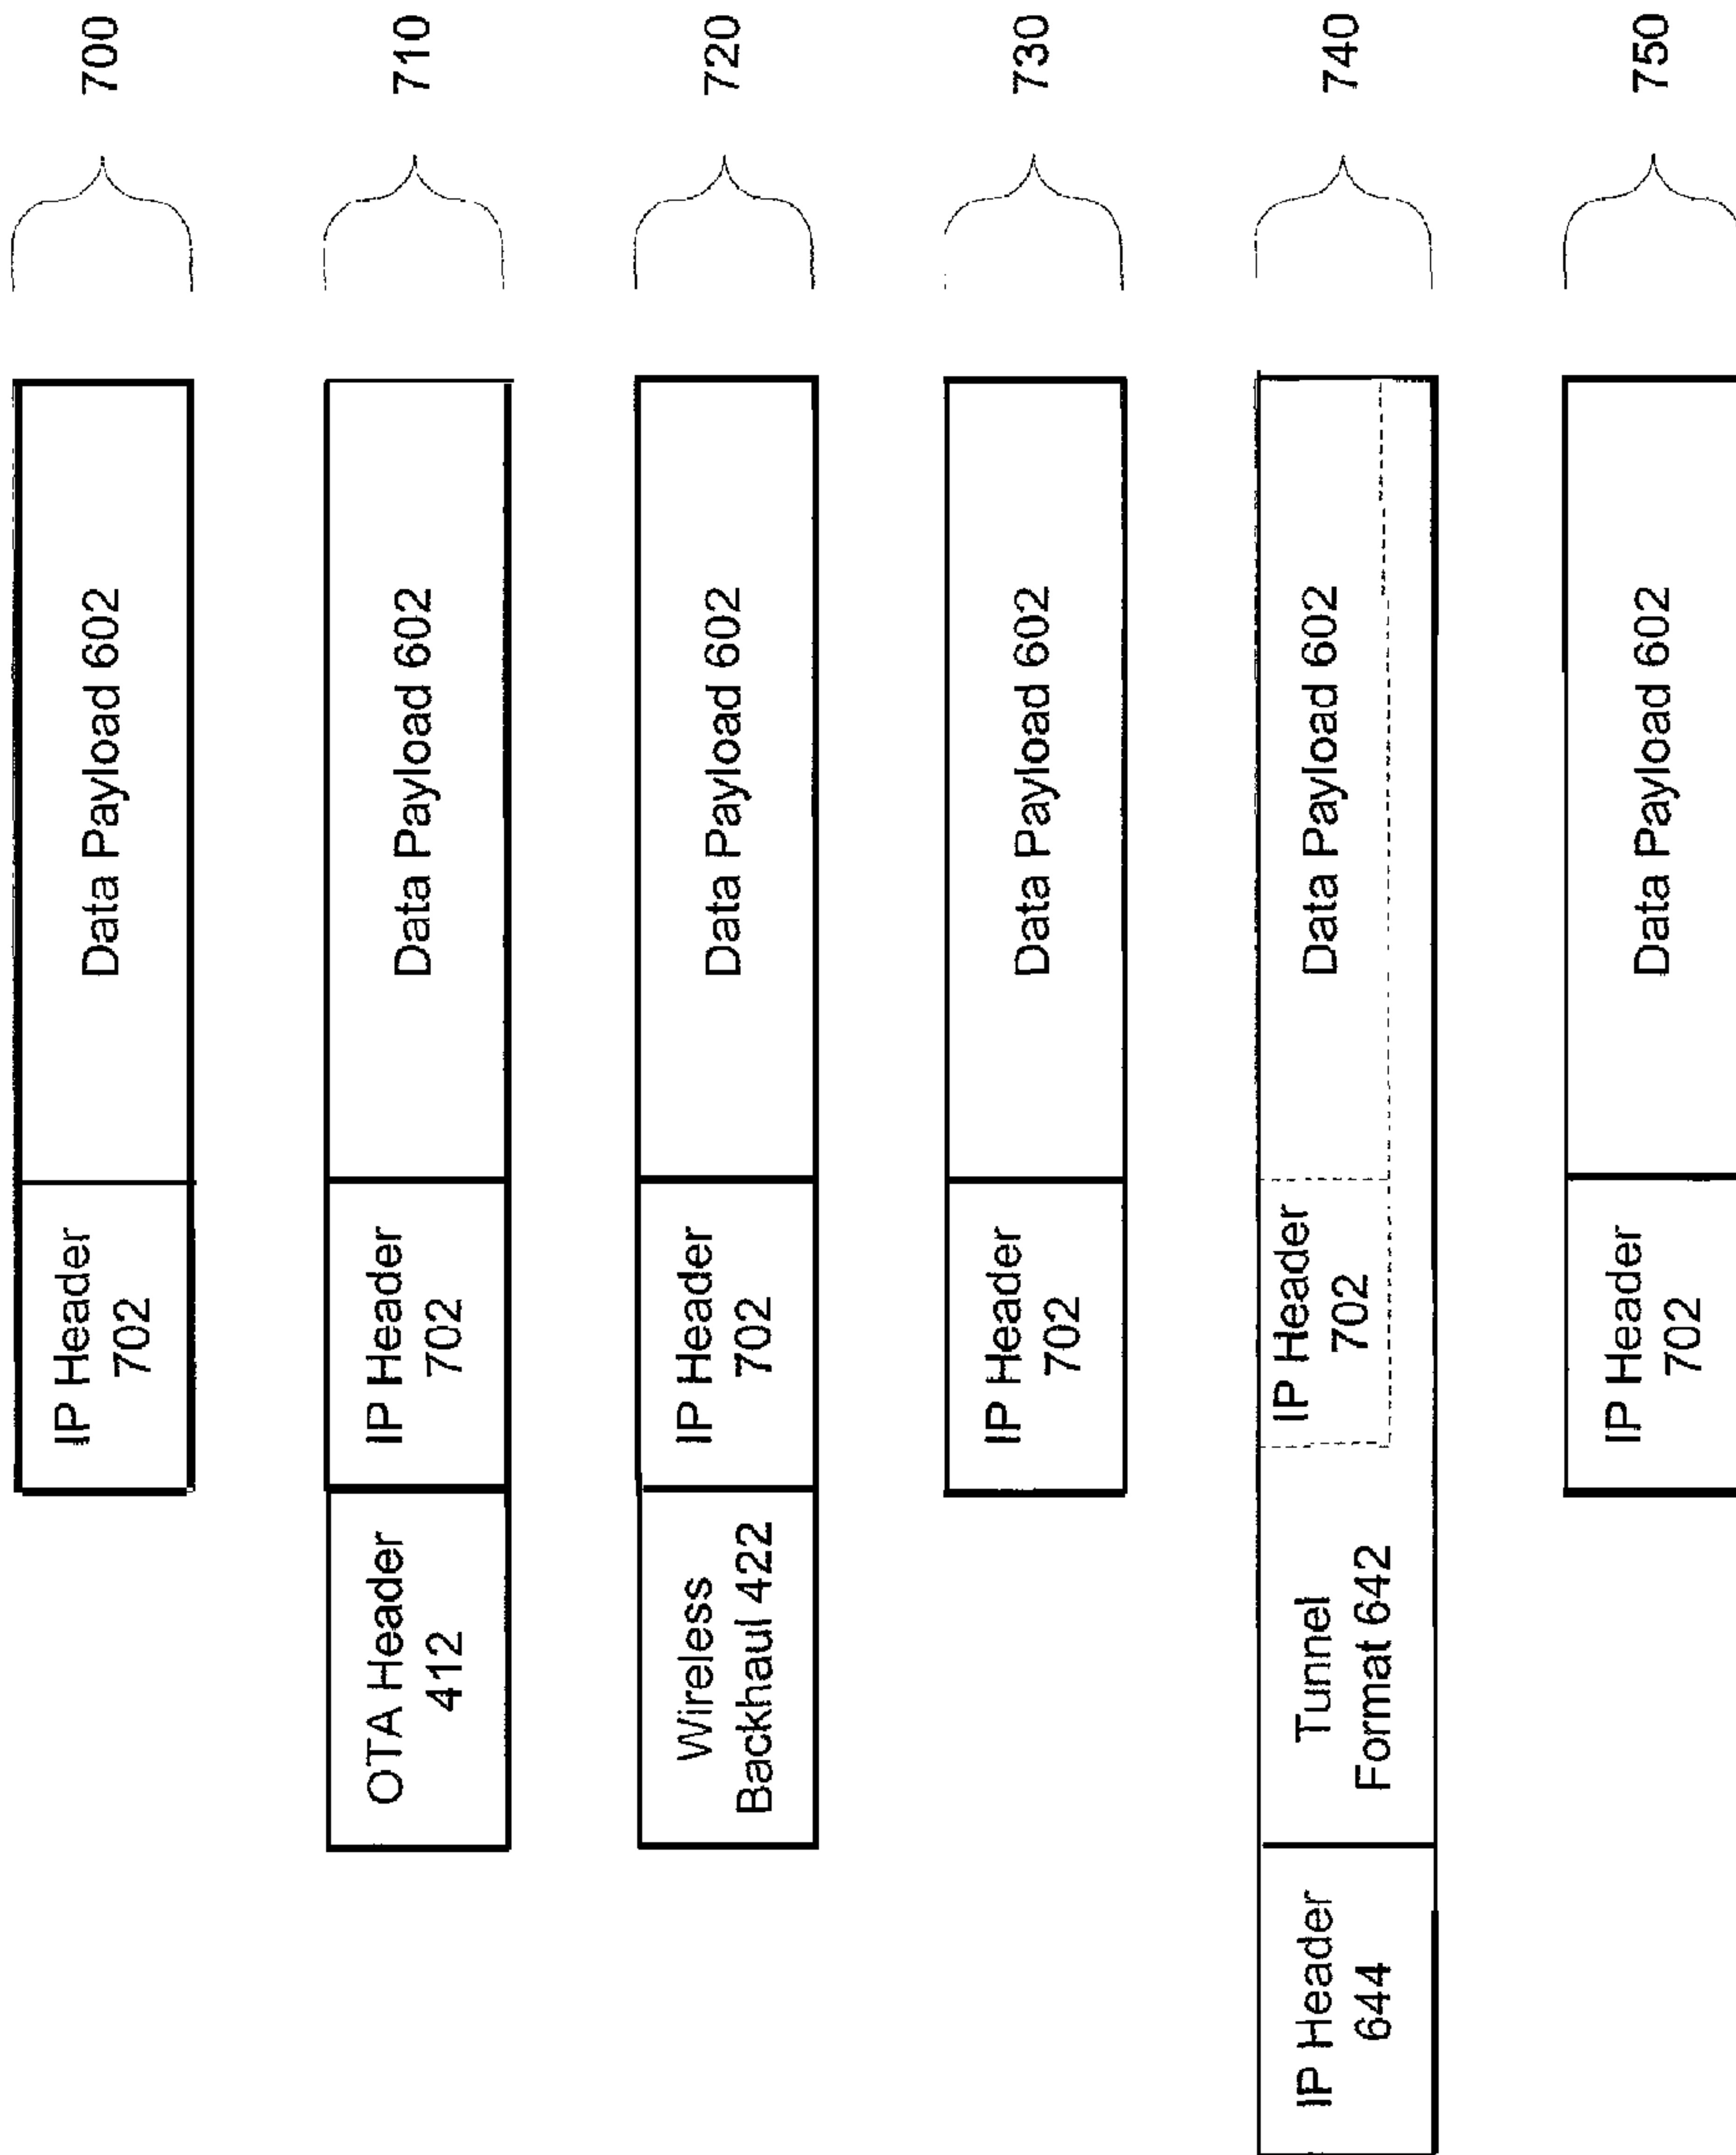 IP Header
702
Data Payload 602
700
OTA Header
412
IP Header
702
Data Payload 602
710
Wireless
Backhaul 422
IP Header
702
Data Payload 602
720
IP Header
702
Data Payload 602
730
IP Header
644
Tunnel
Format 642
IP Header
702
Data Payload 602
740
IP Header
702
Data Payload 602
750